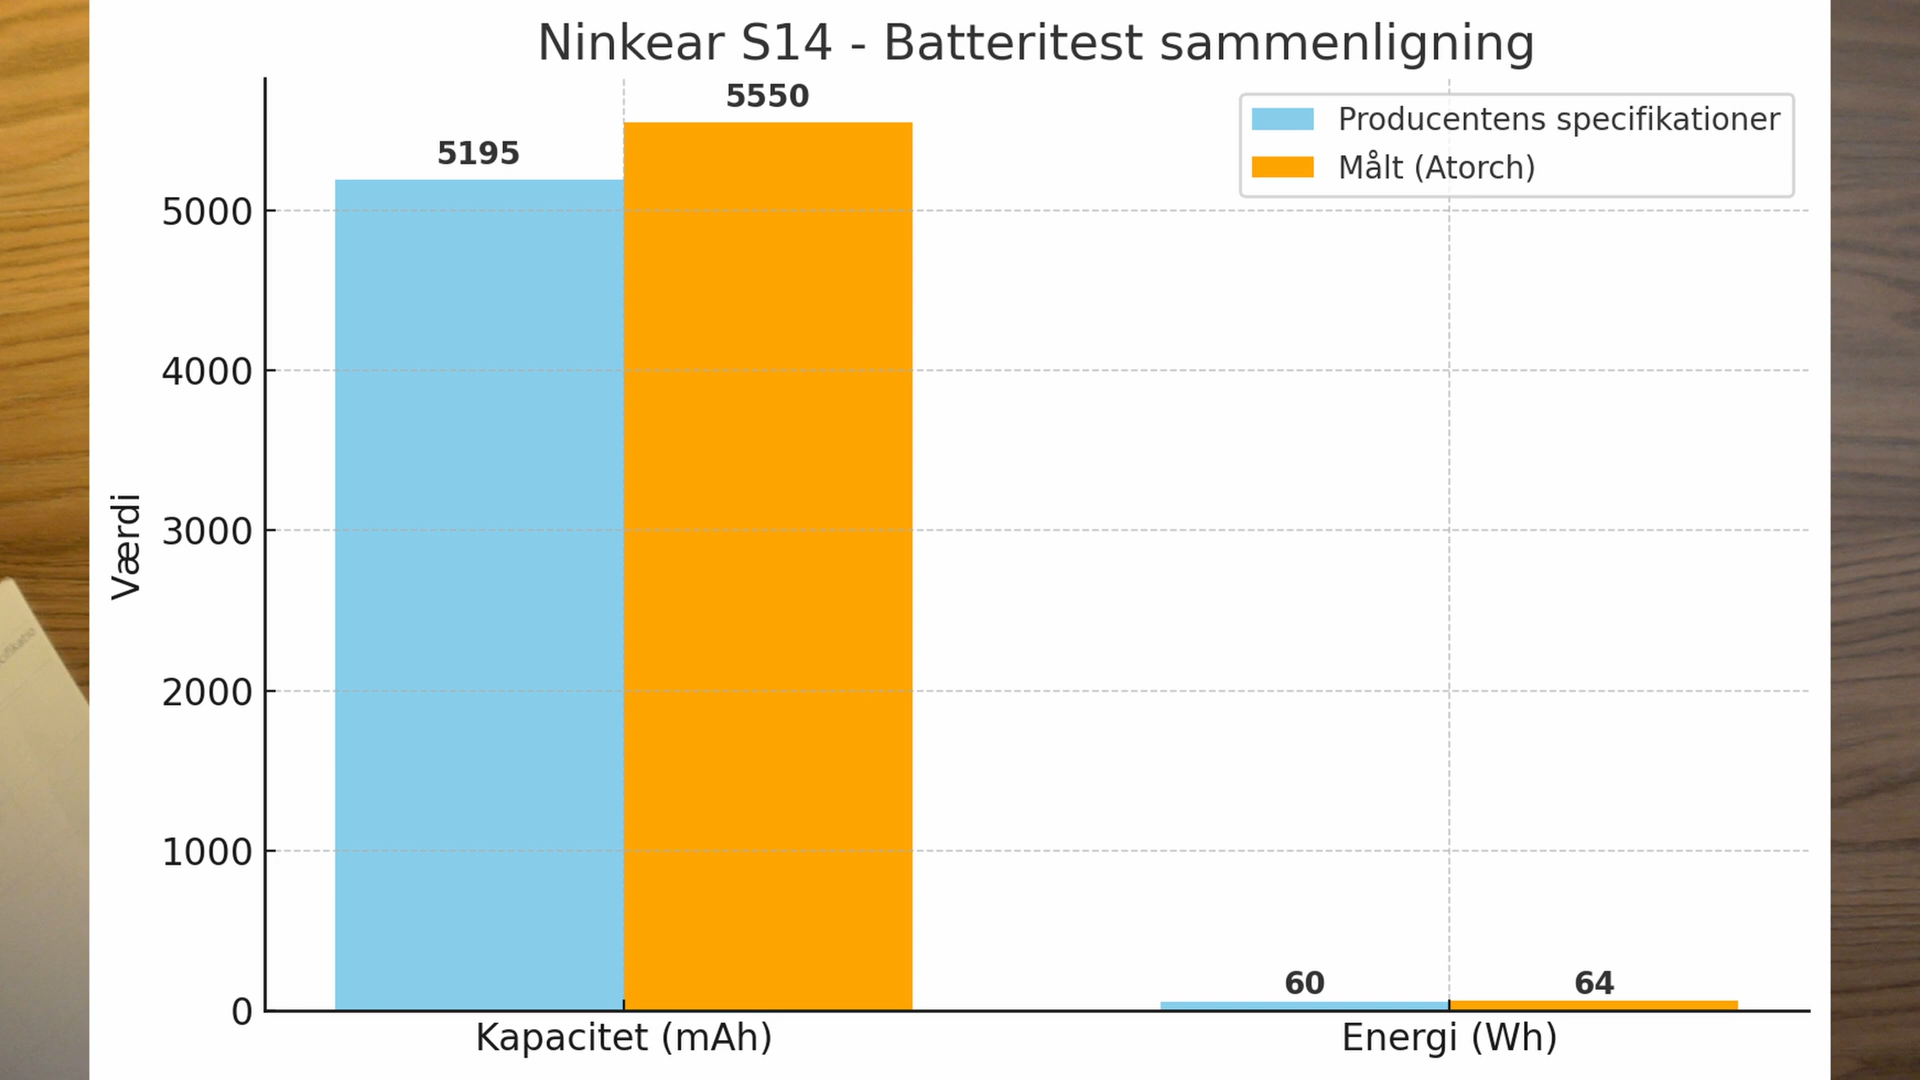 Ninkear S14 - Batteritest sammenligning
5550
5195
Producentens specifikationer
Målt (Atorch)
5000
4000
3000
2000
1000
0
Værdi
60
64
Kapacitet (mAh)
Energi (Wh)